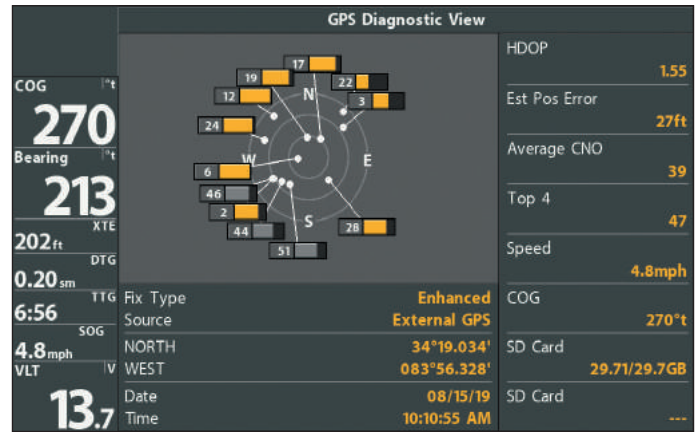 GPS Diagnostic View
COG °t
270
Bearing °t
213
XTE
202ft
DTG
0.20sm
TTG
6:56
SOG
4.8mph
VLT V
13.7
17
19
22
12
3
N
24
W
E
6
46
2
S
44
28
51
Fix Type Enhanced
Source External GPS
NORTH 34°19.034'
WEST 083°56.328'
Date 08/15/19
Time 10:10:55 AM
HDOP
1.55
Est Pos Error
27ft
Average CNO
39
Top 4
47
Speed
4.8mph
COG
270°t
SD Card
29.71/29.7GB
SD Card
---